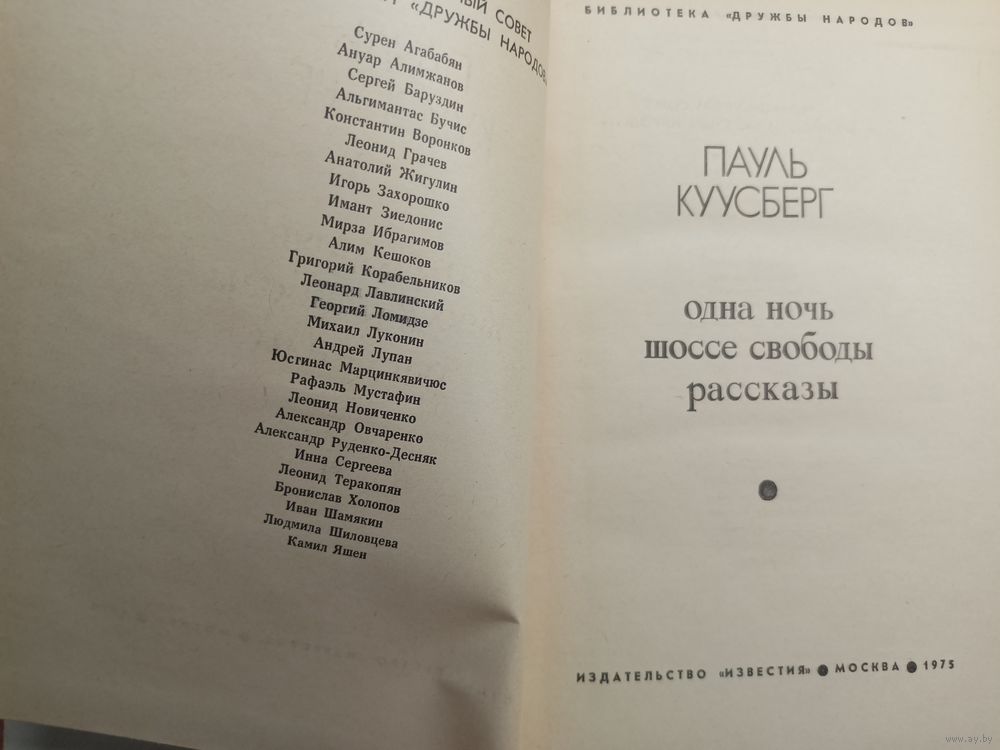 СОВЕТ
«ДРУЖБЫ НАРОДОВ»
Сурен Агабабян
Ануар Алимжанов
Сергей Баруздин
Альгимантас Бучис
Константин Воронков
Леонид Грачев
Анатолий Жигулин
Игорь Захорошко
Имант Зиедонис
Мирза Ибрагимов
Алим Кешоков
Григорий Корабельников
Леонард Лавлинский
Георгий Ломидзе
Михаил Луконин
Андрей Лупан
Юстинас Марцинкявичюс
Рафаэль Мустафин
Леонид Новиченко
Александр Овчаренко
Александр Руденко-Десняк
Инна Сергеева
Леонид Теракопян
Бронислав Холопов
Иван Шамякин
Людмила Шиловцева
Камил Яшен
БИБЛИОТЕКА «ДРУЖБЫ НАРОДОВ»
ПАУЛЬ
КУУСБЕРГ
одна ночь
шоссе свободы
рассказы
ИЗДАТЕЛЬСТВО «ИЗВЕСТИЯ» ● МОСКВА ● 1975
www.ay.by